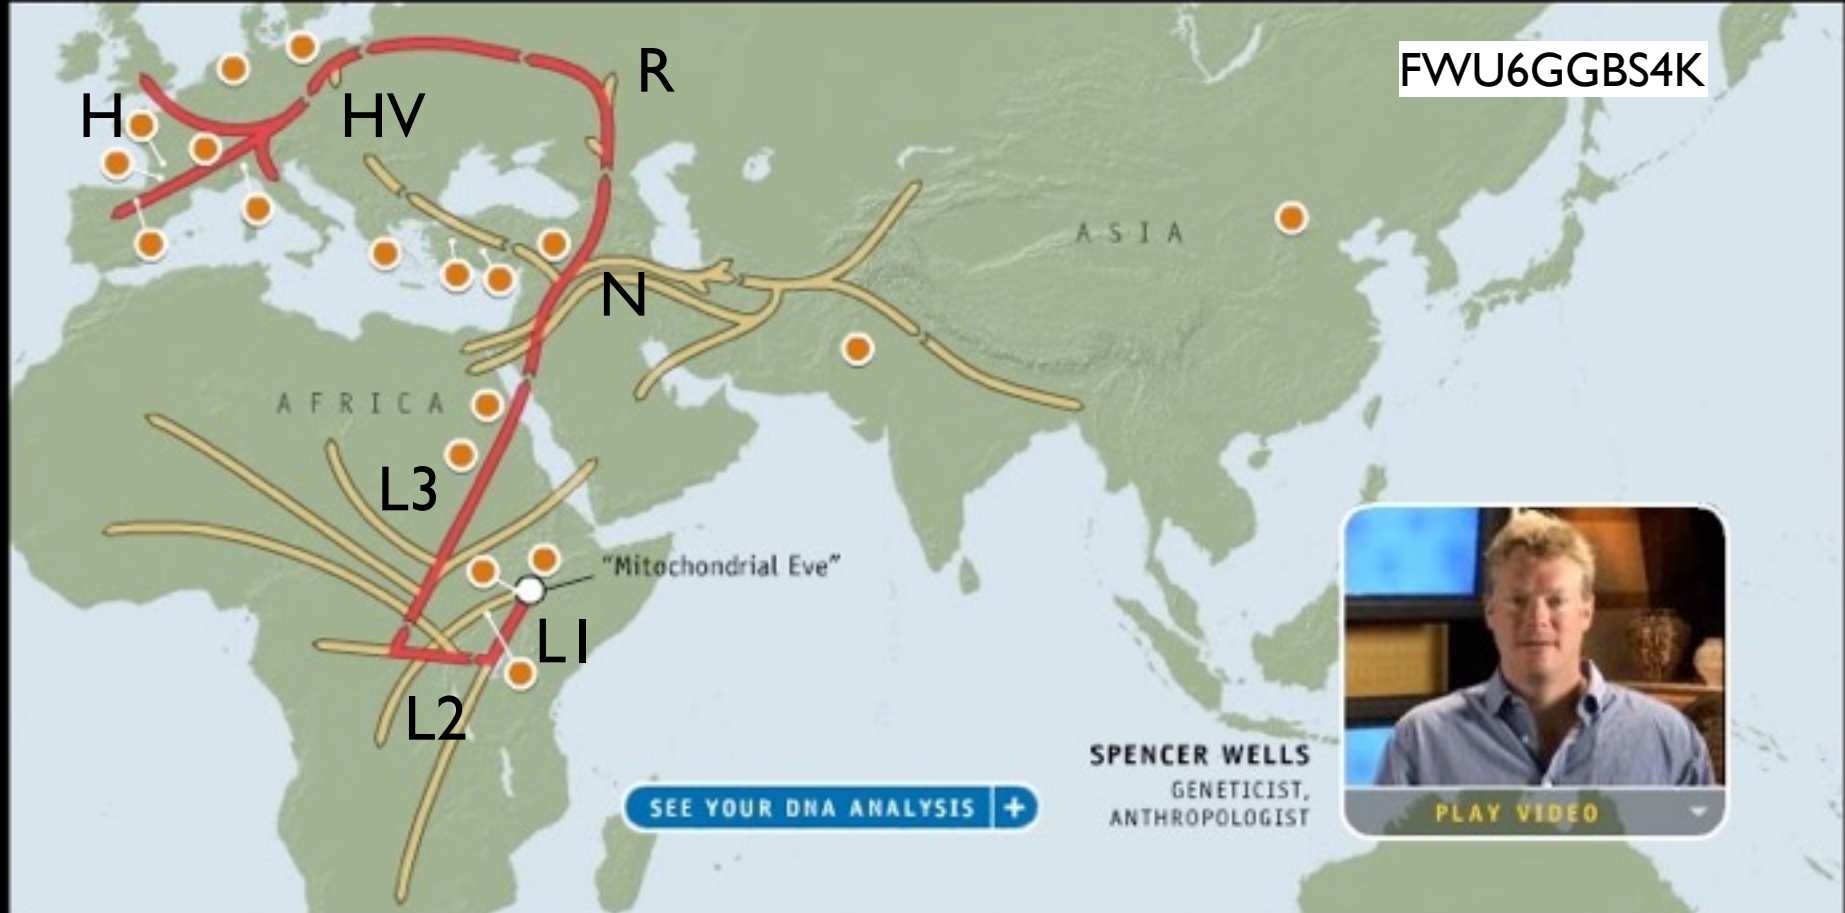 R
FWU6GGBS4K
H
HV
ASIA
N
AFRICA
L3
"Mitochondrial Eve"
L1
L2
SPENCER WELLS
GENETICIST,
ANTHROPOLOGIST
SEE YOUR DNA ANALYSIS +
PLAY VIDEO